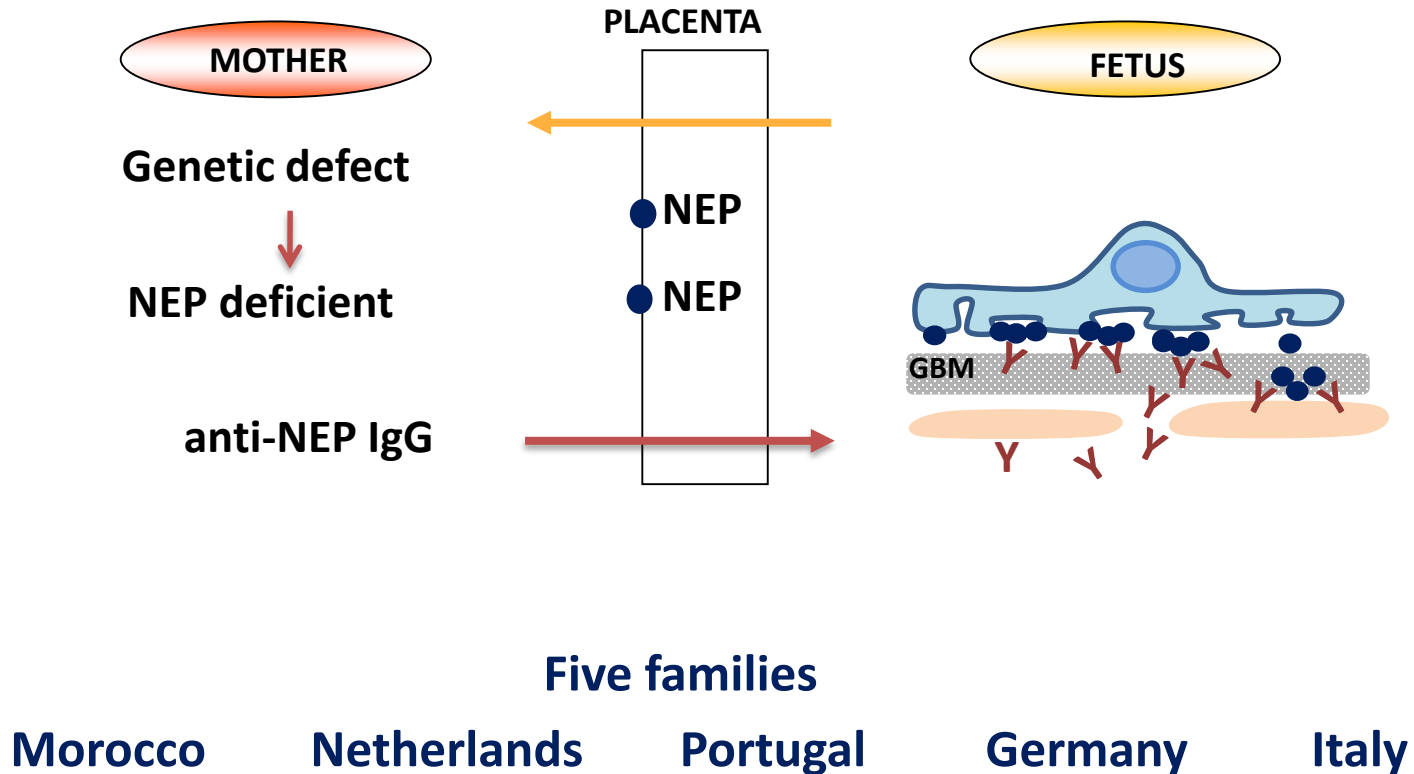 PLACENTA
MOTHER
FETUS
Genetic defect
NEP
NEP deficient
NEP
GBM
anti-NEP IgG
Five families
Morocco Netherlands Portugal Germany Italy